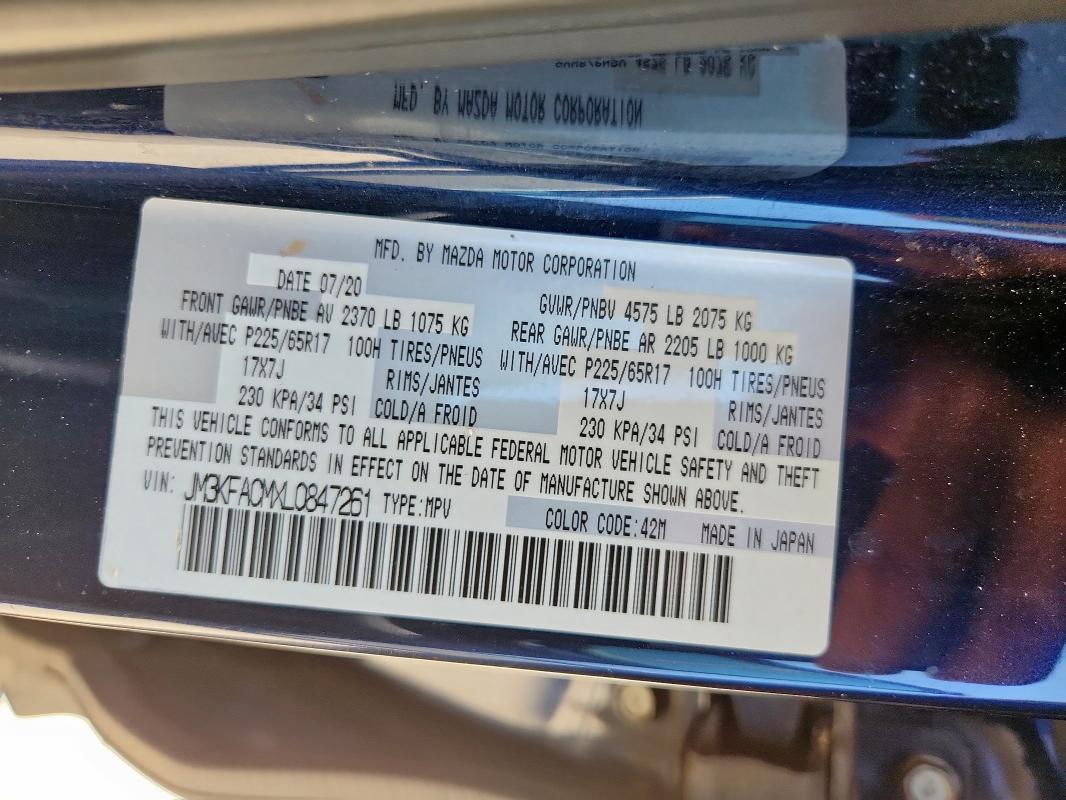 MFD. BY MAZDA MOTOR CORPORATION
DATE 07/20 GVWR/PNBV 4575 LB 2075 KG
FRONT GAWR/PNBE AV 2370 LB 1075 KG REAR GAWR/PNBE AR 2205 LB 1000 KG
WITH/AVEC P225/65R17 100H TIRES/PNEUS WITH/AVEC P225/65R17 100H TIRES/PNEUS
17X7J RIMS/JANTES 17X7J RIMS/JANTES
230 KPA/34 PSI COLD/A FROID 230 KPA/34 PSI COLD/A FROID
THIS VEHICLE CONFORMS TO ALL APPLICABLE FEDERAL MOTOR VEHICLE SAFETY AND THEFT
PREVENTION STANDARDS IN EFFECT ON THE DATE OF MANUFACTURE SHOWN ABOVE.
VIN: JM3KFACMXL0847261 TYPE:MPV COLOR CODE:42M MADE IN JAPAN